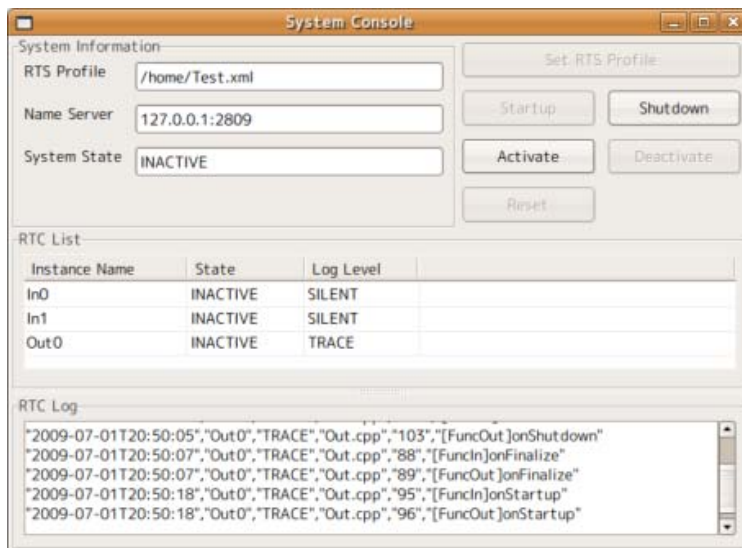 System Console
System Information
RTS Profile /home/Test.xml
Name Server 127.0.0.1:2809
System State INACTIVE
Set RTS Profile
Startup Shutdown
Activate Deactivate
Reset
RTC List
Instance Name State Log Level
In0 INACTIVE SILENT
In1 INACTIVE SILENT
Out0 INACTIVE TRACE
RTC Log
"2009-07-01T20:50:05","Out0","TRACE","Out.cpp","103","[FuncOut]onShutdown"
"2009-07-01T20:50:07","Out0","TRACE","Out.cpp","88","[FuncIn]onFinalize"
"2009-07-01T20:50:07","Out0","TRACE","Out.cpp","89","[FuncOut]onFinalize"
"2009-07-01T20:50:18","Out0","TRACE","Out.cpp","95","[FuncIn]onStartup"
"2009-07-01T20:50:18","Out0","TRACE","Out.cpp","96","[FuncOut]onStartup"